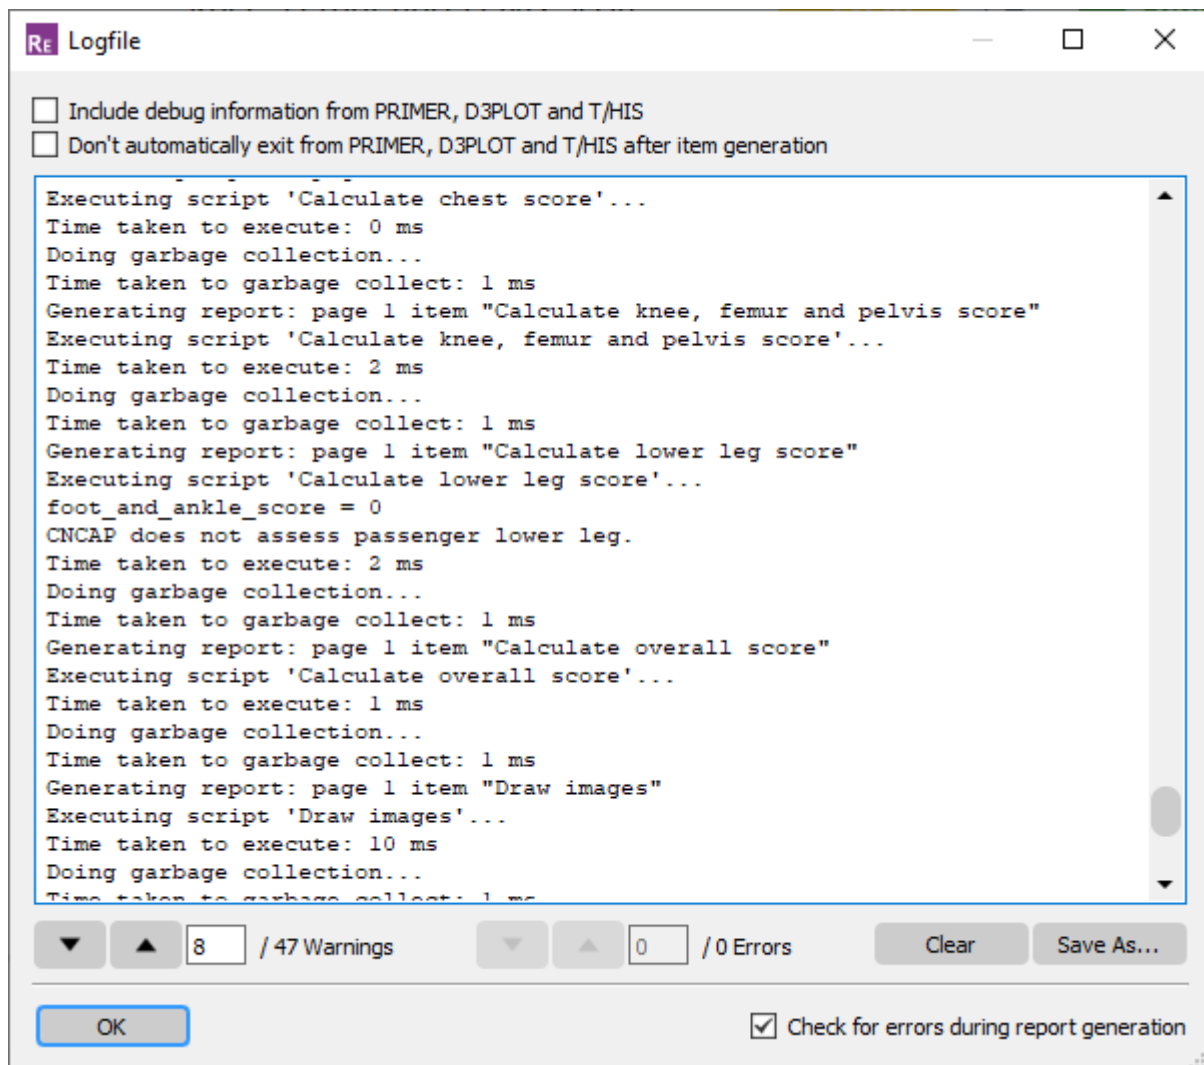 RE Logfile
Include debug information from PRIMER, D3PLOT and T/HIS
Don't automatically exit from PRIMER, D3PLOT and T/HIS after item generation
Executing script 'Calculate chest score'...
Time taken to execute: 0 ms
Doing garbage collection...
Time taken to garbage collect: 1 ms
Generating report: page 1 item "Calculate knee, femur and pelvis score"
Executing script 'Calculate knee, femur and pelvis score'...
Time taken to execute: 2 ms
Doing garbage collection...
Time taken to garbage collect: 1 ms
Generating report: page 1 item "Calculate lower leg score"
Executing script 'Calculate lower leg score'...
foot_and_ankle_score = 0
CNCAP does not assess passenger lower leg.
Time taken to execute: 2 ms
Doing garbage collection...
Time taken to garbage collect: 1 ms
Generating report: page 1 item "Calculate overall score"
Executing script 'Calculate overall score'...
Time taken to execute: 1 ms
Doing garbage collection...
Time taken to garbage collect: 1 ms
Generating report: page 1 item "Draw images"
Executing script 'Draw images'...
Time taken to execute: 10 ms
Doing garbage collection...
Time taken to garbage collect: 1 ms
8 / 47 Warnings 0 / 0 Errors Clear Save As...
OK Check for errors during report generation